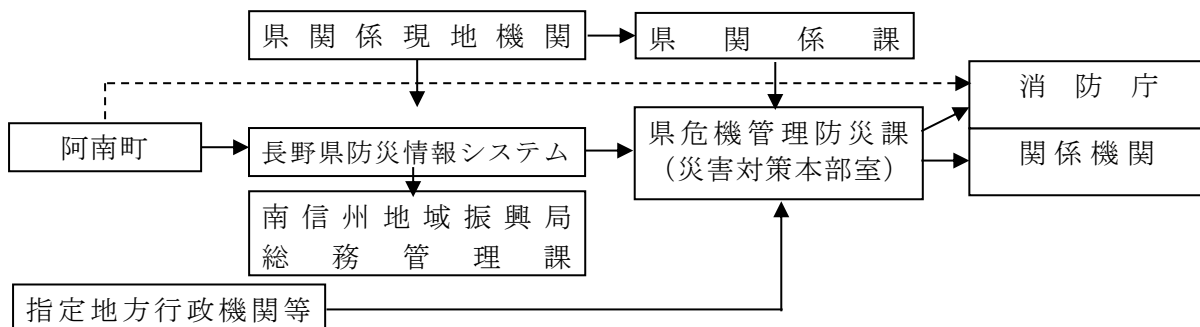 県関係現地機関
県関係課
消防庁
阿南町
長野県防災情報システム
県危機管理防災課
（災害対策本部室）
関係機関
南信州地域振興局
総務管理課
指定地方行政機関等